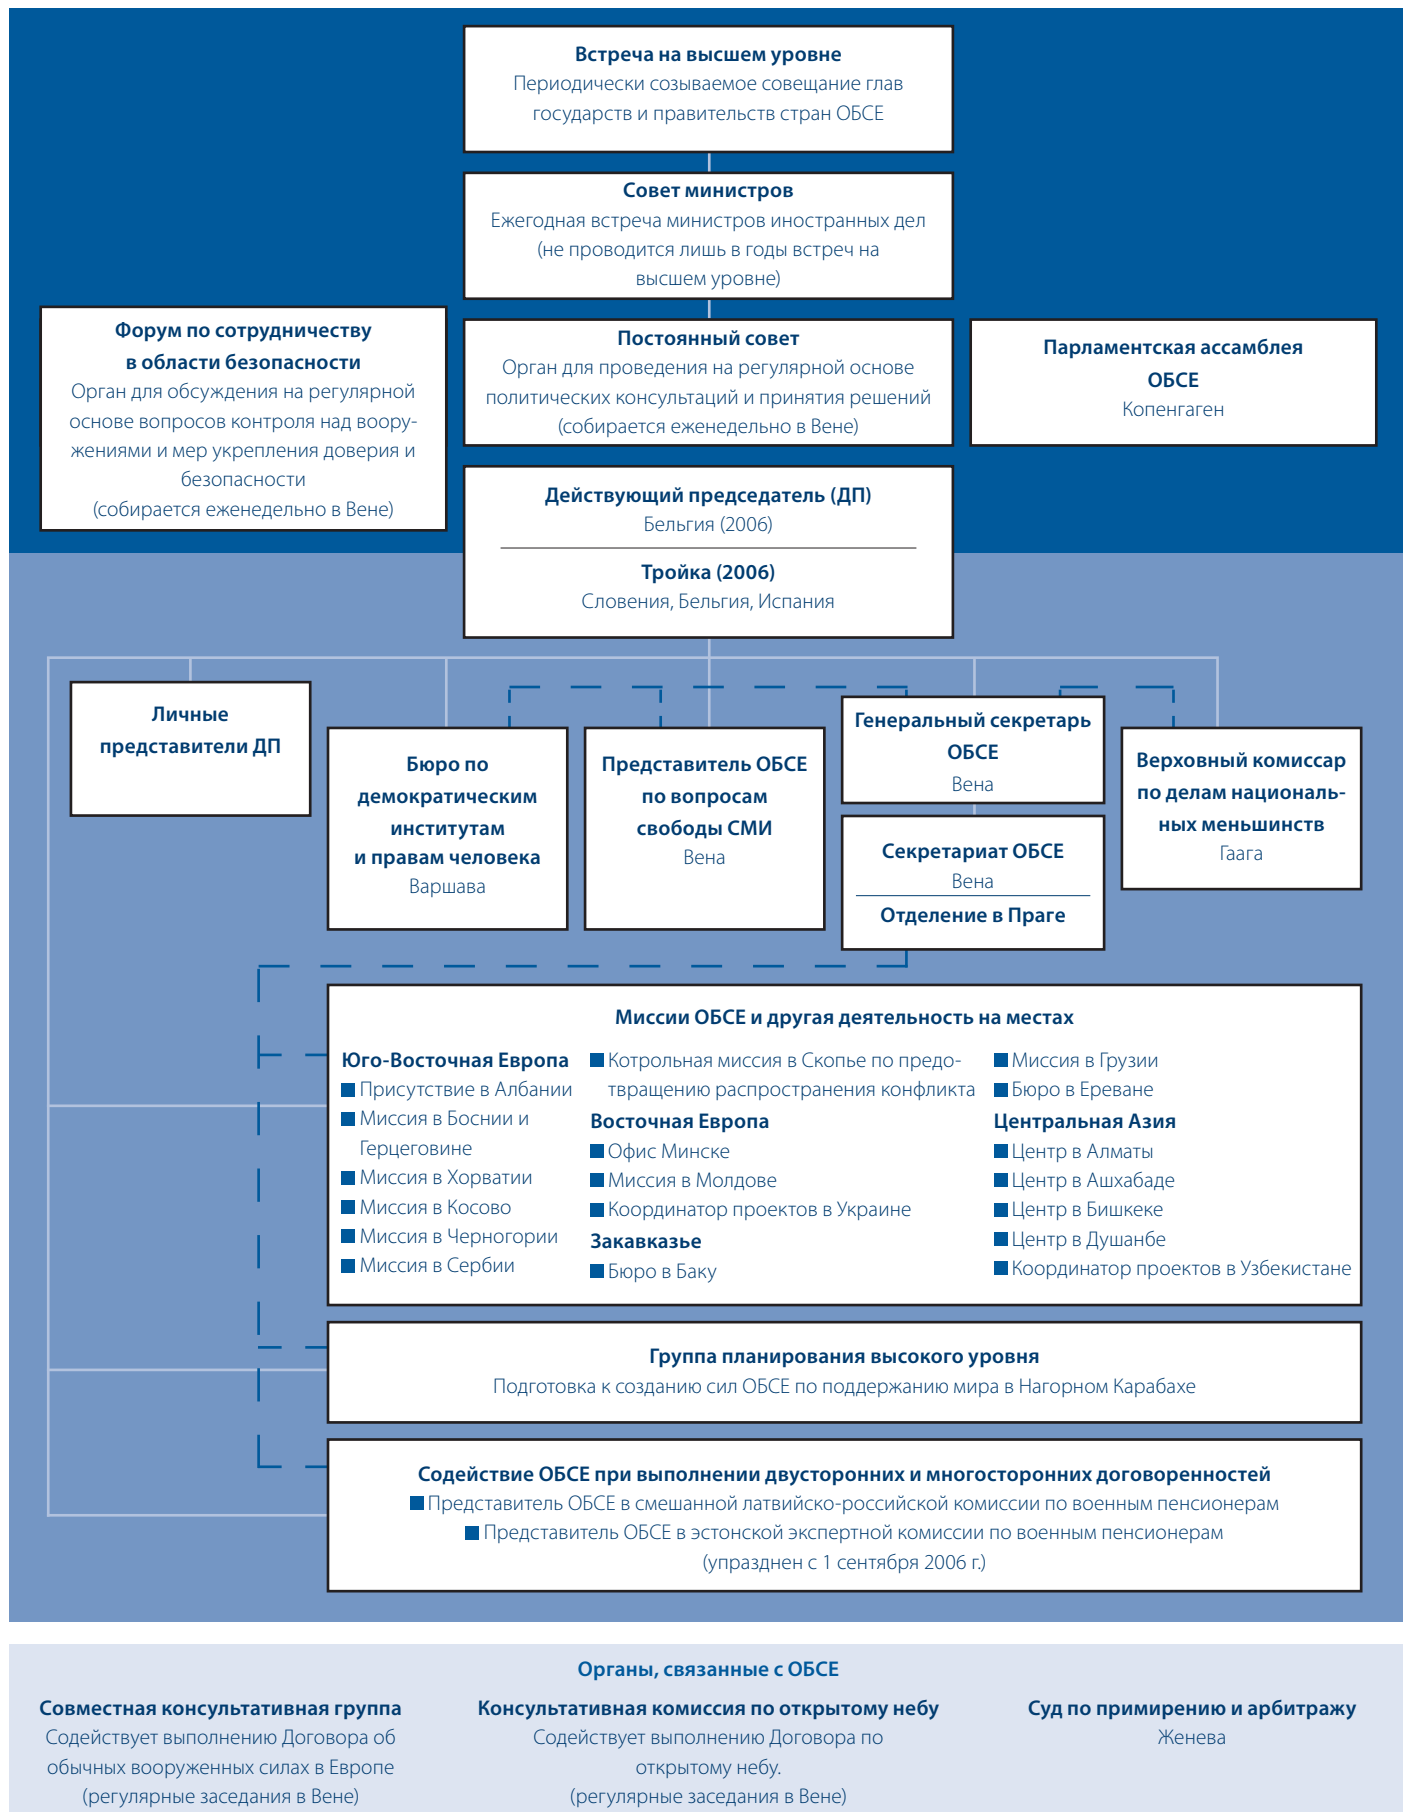 Встреча на высшем уровне
Периодически созываемое совещание глав
государств и правительств стран ОБСЕ
Совет министров
Ежегодная встреча министров иностранных дел
(не проводится лишь в годы встреч на
высшем уровне)
Форум по сотрудничеству
в области безопасности
Орган для обсуждения на регулярной
основе вопросов контроля над воору-
жениями и мер укрепления доверия и
безопасности
(собирается еженедельно в Вене)
Постоянный совет
Орган для проведения на регулярной основе
политических консультаций и принятия решений
(собирается еженедельно в Вене)
Парламентская ассамблея
ОБСЕ
Копенгаген
Действующий председатель (ДП)
Бельгия (2006)
Тройка (2006)
Словения, Бельгия, Испания
Личные
представители ДП
Бюро по
демократическим
институтам
и правам человека
Варшава
Представитель ОБСЕ
по вопросам
свободы СМИ
Вена
Генеральный секретарь
ОБСЕ
Вена
Секретариат ОБСЕ
Вена
Отделение в Праге
Верховный комиссар
по делам националь-
ных меньшинств
Гаага
Миссии ОБСЕ и другая деятельность на местах
Юго-Восточная Европа
Присутствие в Албании
Миссия в Боснии и
Герцеговине
Миссия в Хорватии
Миссия в Косово
Миссия в Черногории
Миссия в Сербии
Котрольная миссия в Скопье по предо-
твращению распространения конфликта
Восточная Европа
Офис Минске
Миссия в Молдове
Координатор проектов в Украине
Закавказье
Бюро в Баку
Миссия в Грузии
Бюро в Ереване
Центральная Азия
Центр в Алматы
Центр в Ашхабаде
Центр в Бишкеке
Центр в Душанбе
Координатор проектов в Узбекистане
Группа планирования высокого уровня
Подготовка к созданию сил ОБСЕ по поддержанию мира в Нагорном Карабахе
Содействие ОБСЕ при выполнении двусторонних и многосторонних договоренностей
Представитель ОБСЕ в смешанной латвийско-российской комиссии по военным пенсионерам
Представитель ОБСЕ в эстонской экспертной комиссии по военным пенсионерам
(упразднен с 1 сентября 2006 г.)
Органы, связанные с ОБСЕ
Совместная консультативная группа
Содействует выполнению Договора об
обычных вооруженных силах в Европе
(регулярные заседания в Вене)
Консультативная комиссия по открытому небу
Содействует выполнению Договора по
открытому небу.
(регулярные заседания в Вене)
Суд по примирению и арбитражу
Женева